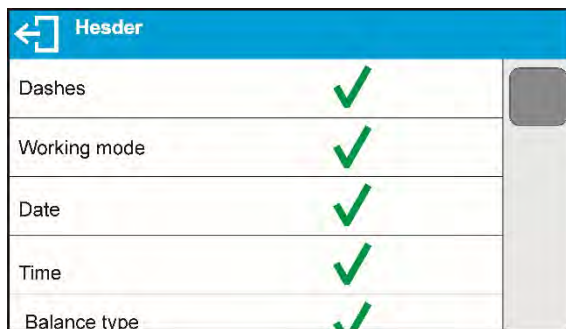 Hesder
Dashes
Working mode
Date
Time
Balance type